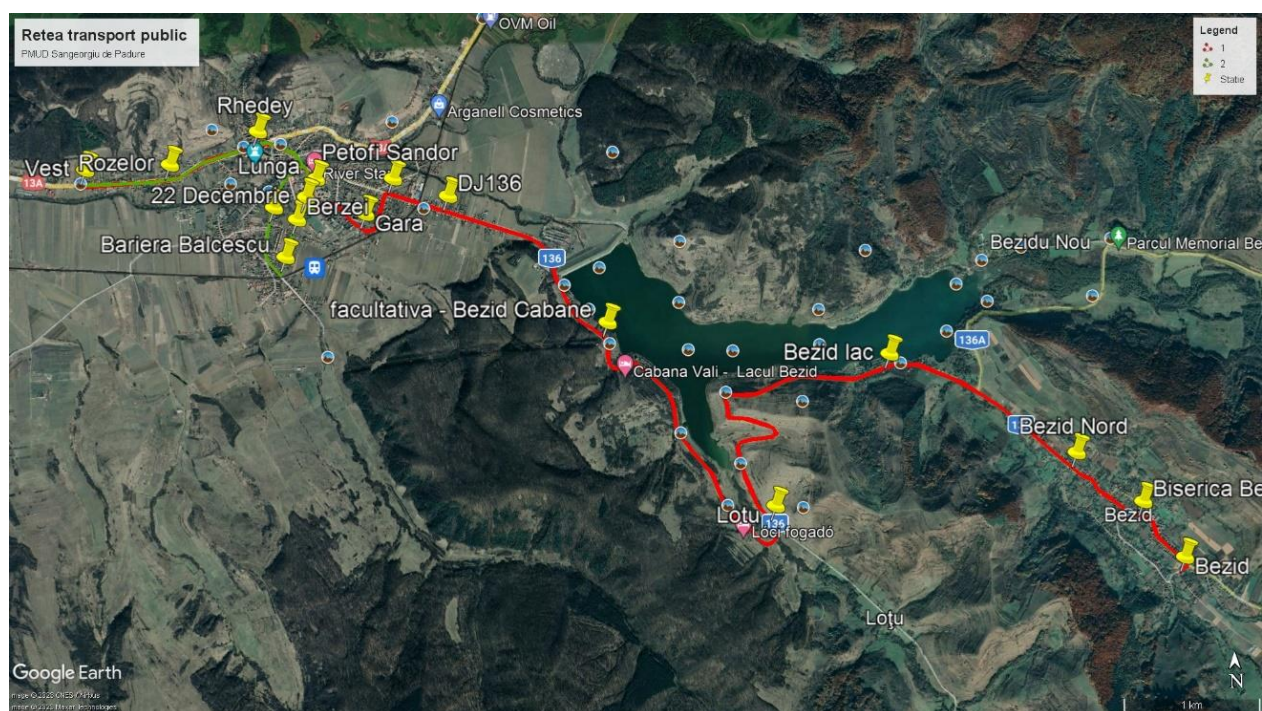 Retea transport public
PMUD Sangeorgiu de Padure
Legend
1
2
Statie
OVM Oil
Arganell Cosmetics
Rhedey
Vest
Rozelor
Lunga
Petofi Sandor
River
13A
22 Decembrie
Berzei
Gara
DJ136
Bariera Balcescu
136
Bezidu Nou
Parcul Memorial Be
facultativa - Bezid Cabane
136A
Bezid lac
Cabana Vali - Lacul Bezid
Bezid Nord
Biserica Be
Bezid
Lotu
136
Loci fogadó
Bezid
Loţu
Google Earth
N
1 km